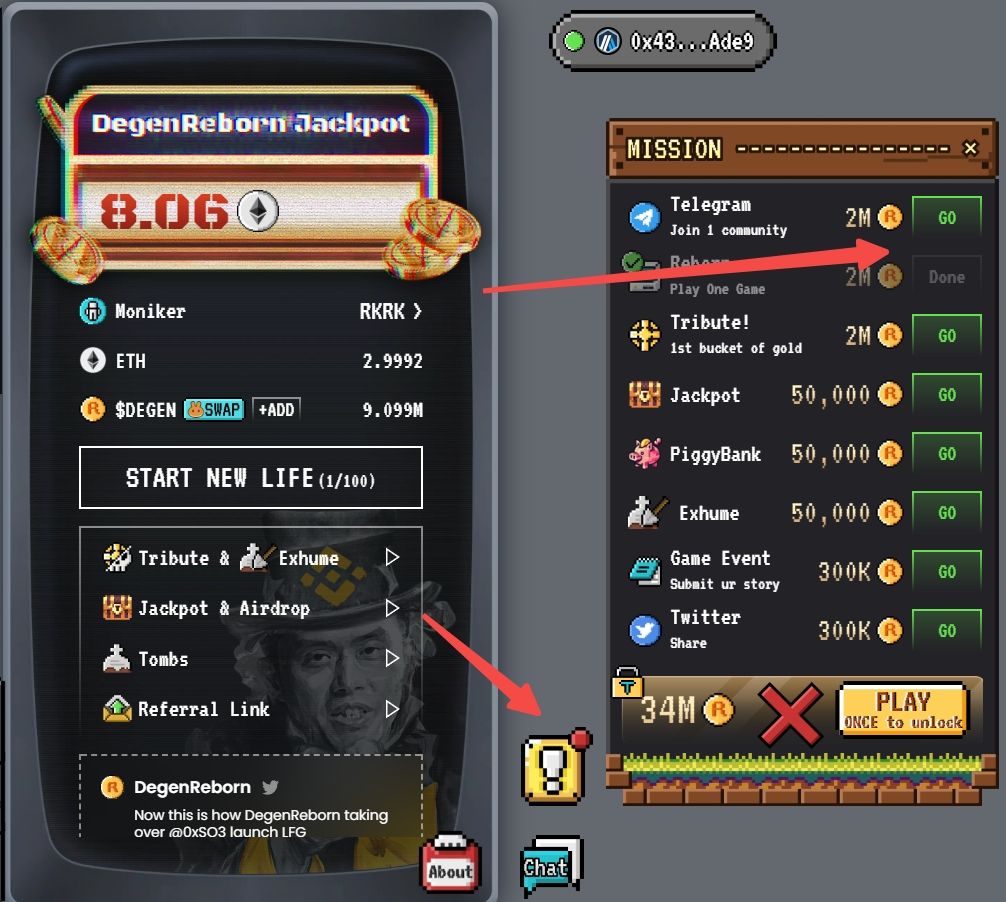 DegenReborn Jackpot
8.06
Moniker RKRK
ETH 2.9992
R $DEGEN SWAP +ADD 9.099M
START NEW LIFE (1/100)
Tribute & Exhume
Jackpot & Airdrop
Tombs
Referral Link
R DegenReborn
Now this is how DegenReborn taking
over @0xSO3 launch LFG
About
0x43...Ade9
MISSION
Telegram
Join 1 community
2M R GO
Reborn
Play One Game
2M R Done
Tribute!
1st bucket of gold
2M R GO
Jackpot 50,000 R GO
PiggyBank 50,000 R GO
Exhume 50,000 R GO
Game Event
Submit ur story
300K R GO
Twitter
Share
300K R GO
34M R
PLAY
ONCE to unlock
!
Chat